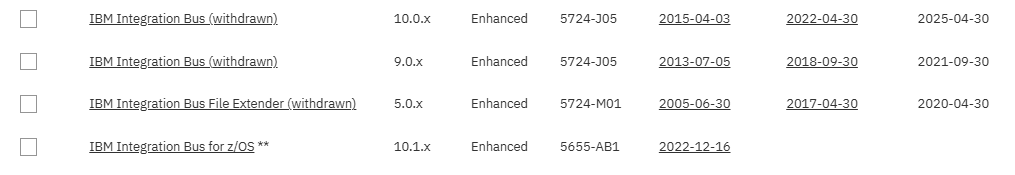 IBM Integration Bus (withdrawn) 10.0.x Enhanced 5724-J05 2015-04-03 2022-04-30 2025-04-30
IBM Integration Bus (withdrawn) 9.0.x Enhanced 5724-J05 2013-07-05 2018-09-30 2021-09-30
IBM Integration Bus File Extender (withdrawn) 5.0.x Enhanced 5724-M01 2005-06-30 2017-04-30 2020-04-30
IBM Integration Bus for z/OS ** 10.1.x Enhanced 5655-AB1 2022-12-16